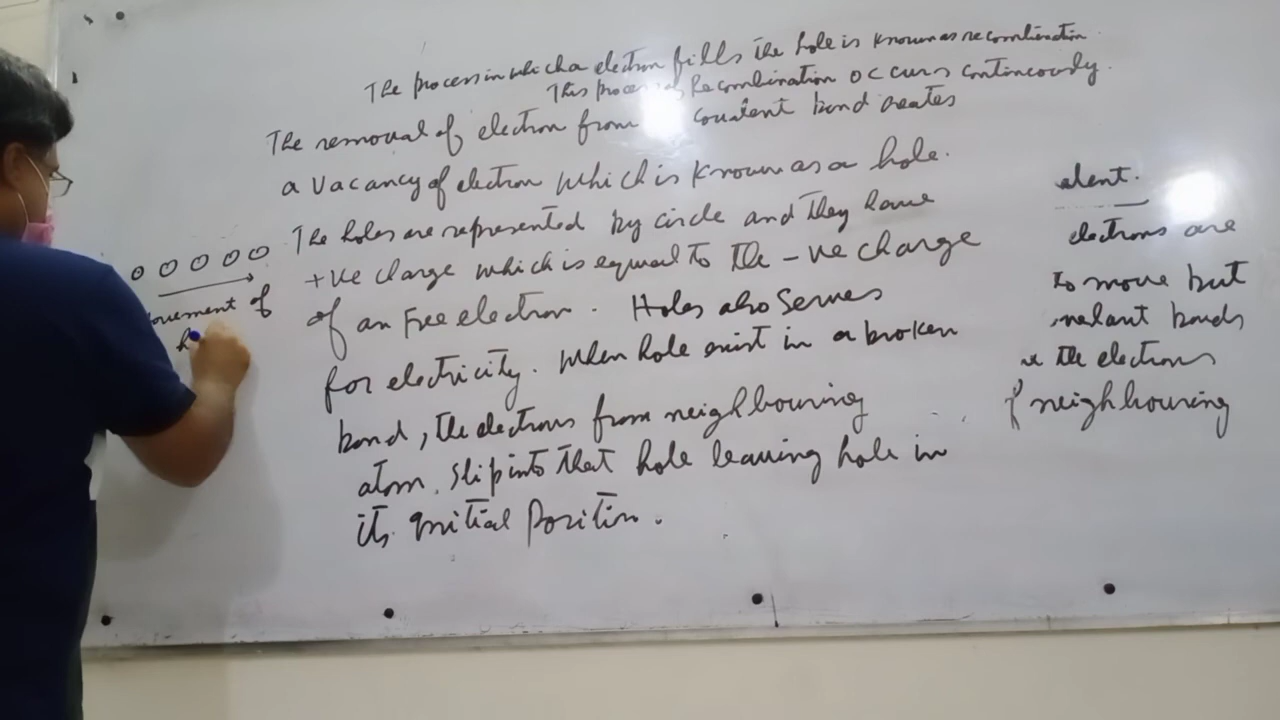 The process in which a electron fills the hole is known as recombination.
This process of Recombination occurs continuously.
The removal of electron from covalent bond creates
a vacancy of electron which is known as a hole.
The holes are represented by circle and they have
+ve charge which is equal to the -ve charge
of an Free electron. Holes also serves
for electricity. When hole exist in a broken
bond, the electrons from neighbouring
atom. slip into that hole leaving hole in
its initial position.
ovement of
h
alent.
electrons are
to move but
valant bonds
the electrons
of neighbouring